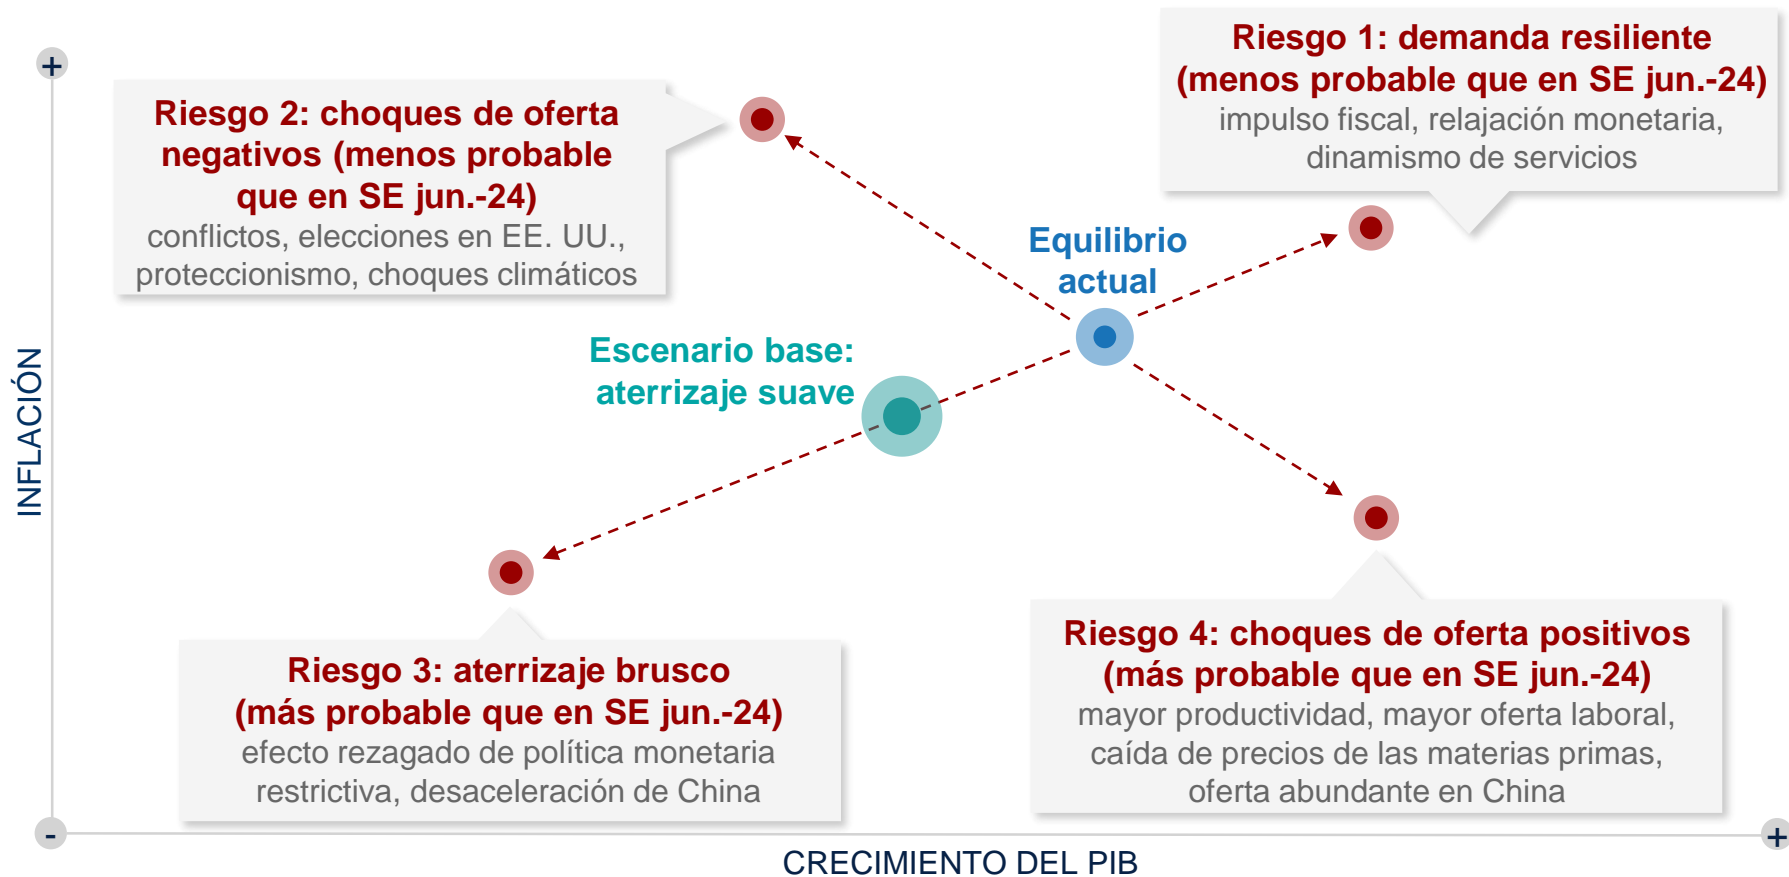 Riesgo 1: demanda resiliente
(menos probable que en SE jun.-24)
impulso fiscal, relajación monetaria,
dinamismo de servicios
+
Riesgo 2: choques de oferta
negativos (menos probable
que en SE jun.-24)
conflictos, elecciones en EE. UU.,
proteccionismo, choques climáticos
Equilibrio
actual
Escenario base:
aterrizaje suave
INFLACIÓN
Riesgo 3: aterrizaje brusco
(más probable que en SE jun.-24)
efecto rezagado de política monetaria
restrictiva, desaceleración de China
Riesgo 4: choques de oferta positivos
(más probable que en SE jun.-24)
mayor productividad, mayor oferta laboral,
caída de precios de las materias primas,
oferta abundante en China
-
+
CRECIMIENTO DEL PIB